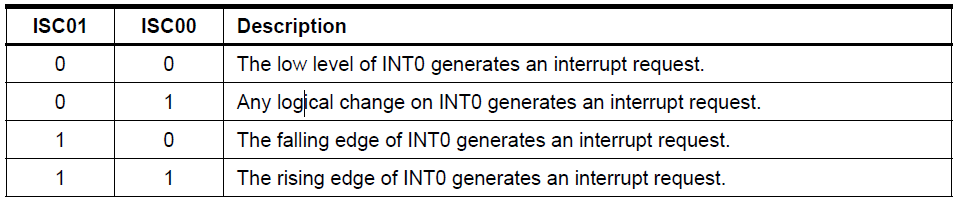 ISC01 ISC00 Description
0 0 The low level of INT0 generates an interrupt request.
0 1 Any logical change on INT0 generates an interrupt request.
1 0 The falling edge of INT0 generates an interrupt request.
1 1 The rising edge of INT0 generates an interrupt request.